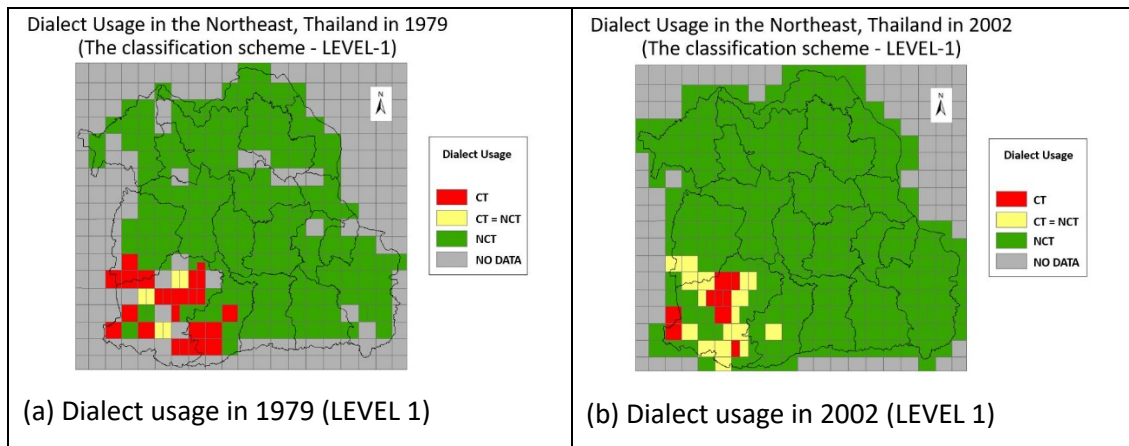 Dialect Usage in the Northeast, Thailand in 1979
(The classification scheme - LEVEL-1)
N
Dialect Usage
CT
CT = NCT
NCT
NO DATA
(a) Dialect usage in 1979 (LEVEL 1)
Dialect Usage in the Northeast, Thailand in 2002
(The classification scheme - LEVEL-1)
N
Dialect Usage
CT
CT = NCT
NCT
NO DATA
(b) Dialect usage in 2002 (LEVEL 1)